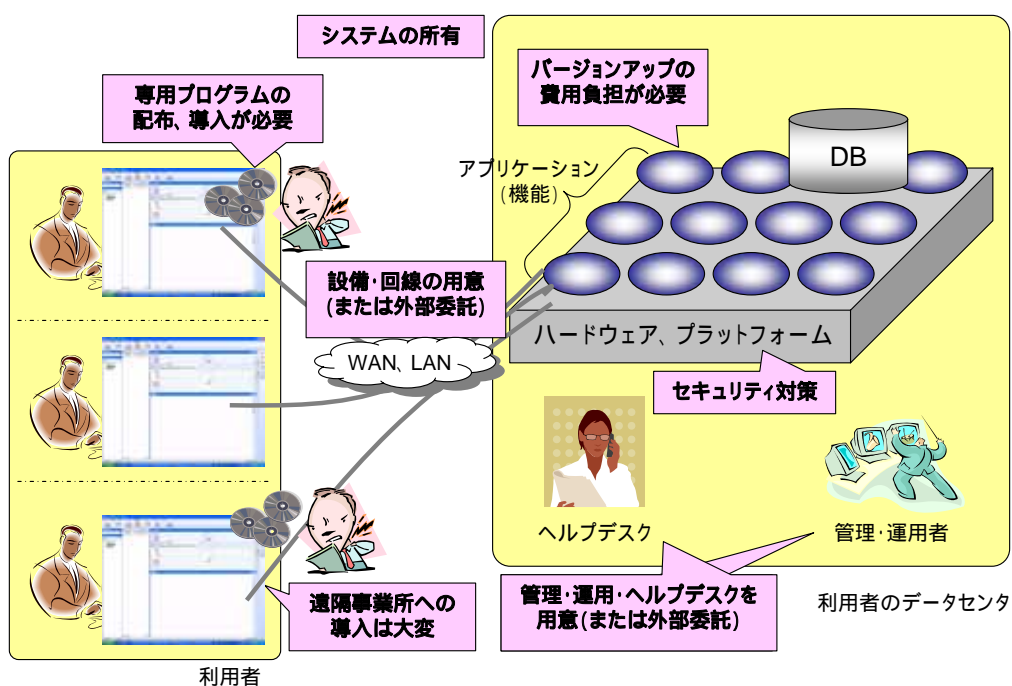 システムの所有
バージョンアップの
費用負担が必要
専用プログラムの
配布、導入が必要
DB
アプリケーション
(機能)
設備・回線の用意
(または外部委託)
ハードウェア、プラットフォーム
WAN、LAN
セキュリティ対策
ヘルプデスク
管理・運用者
遠隔事業所への
導入は大変
管理・運用・ヘルプデスクを
用意(または外部委託)
利用者のデータセンタ
利用者